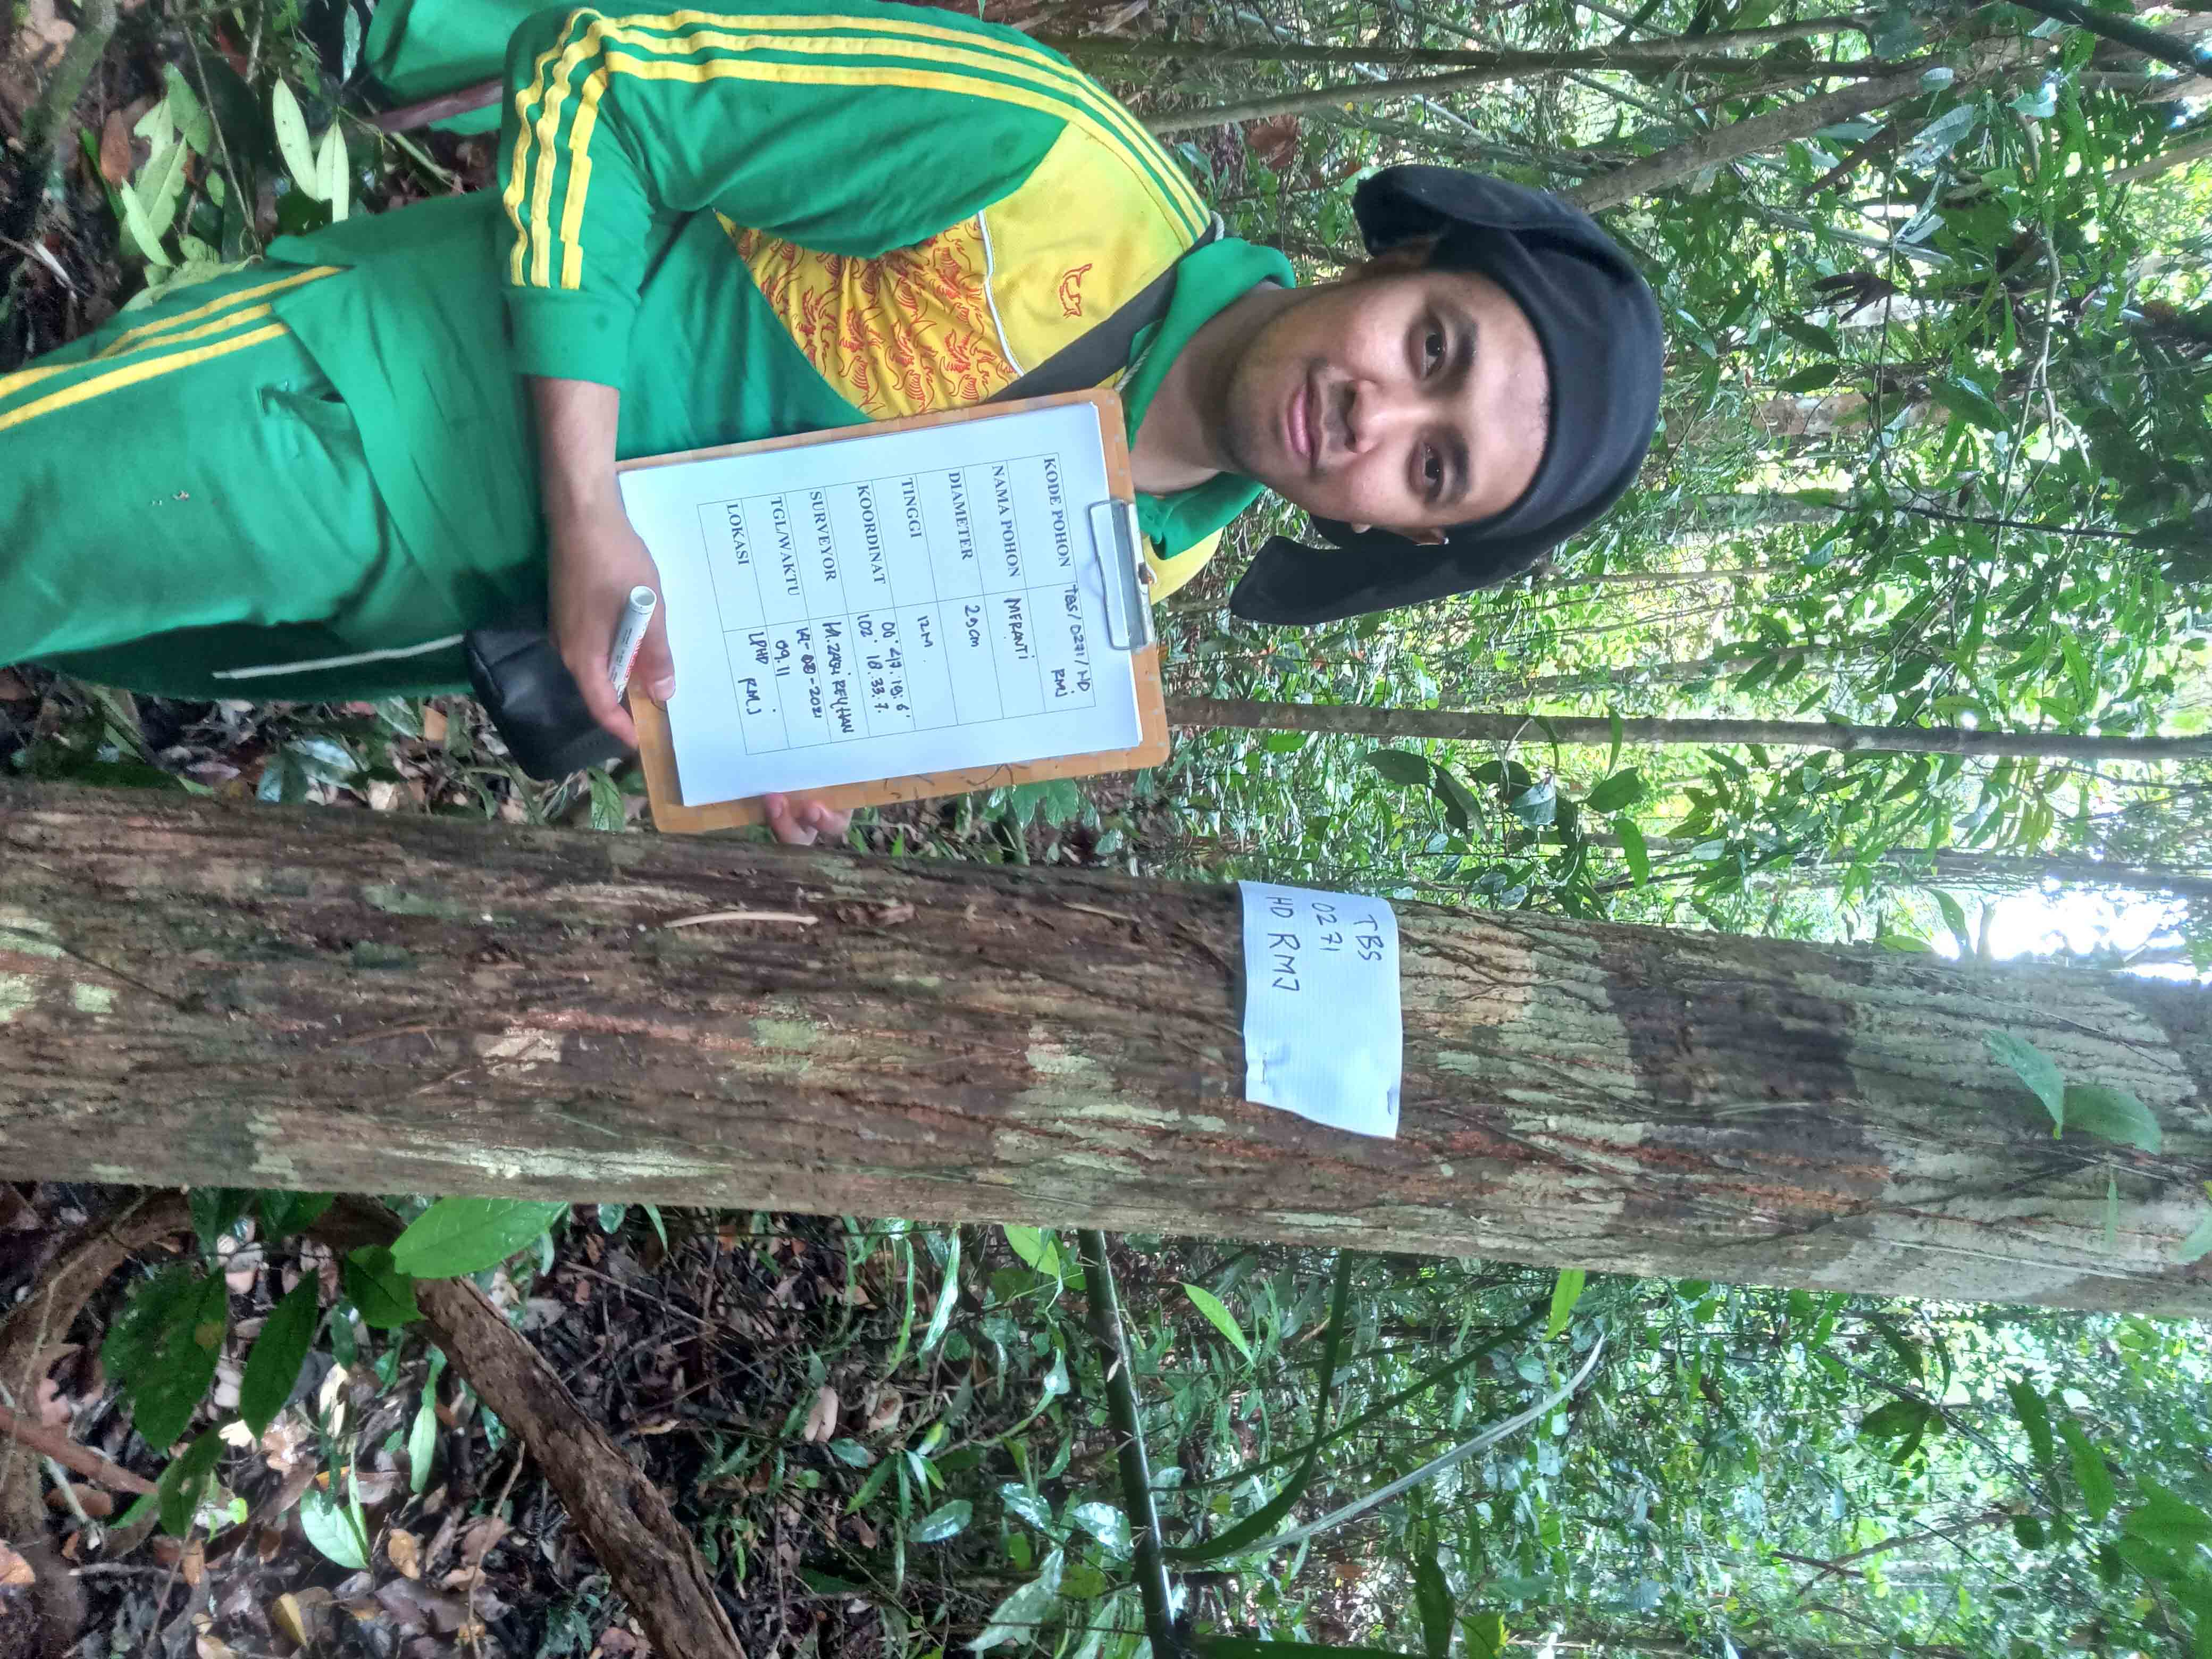 TBS
0271
HD RMJ
KODE POHON TBS/0271/HD
RMJ
NAMA POHON MERANTI
DIAMETER 29cm
TINGGI 12M
KOORDINAT 00° 47. 19. 6'
102° 18. 33. 7.
SURVEYOR M. ZAQI REYHAN
TGL/WAKTU 14- -2021
09.11
LOKASI LPHD
RMJ